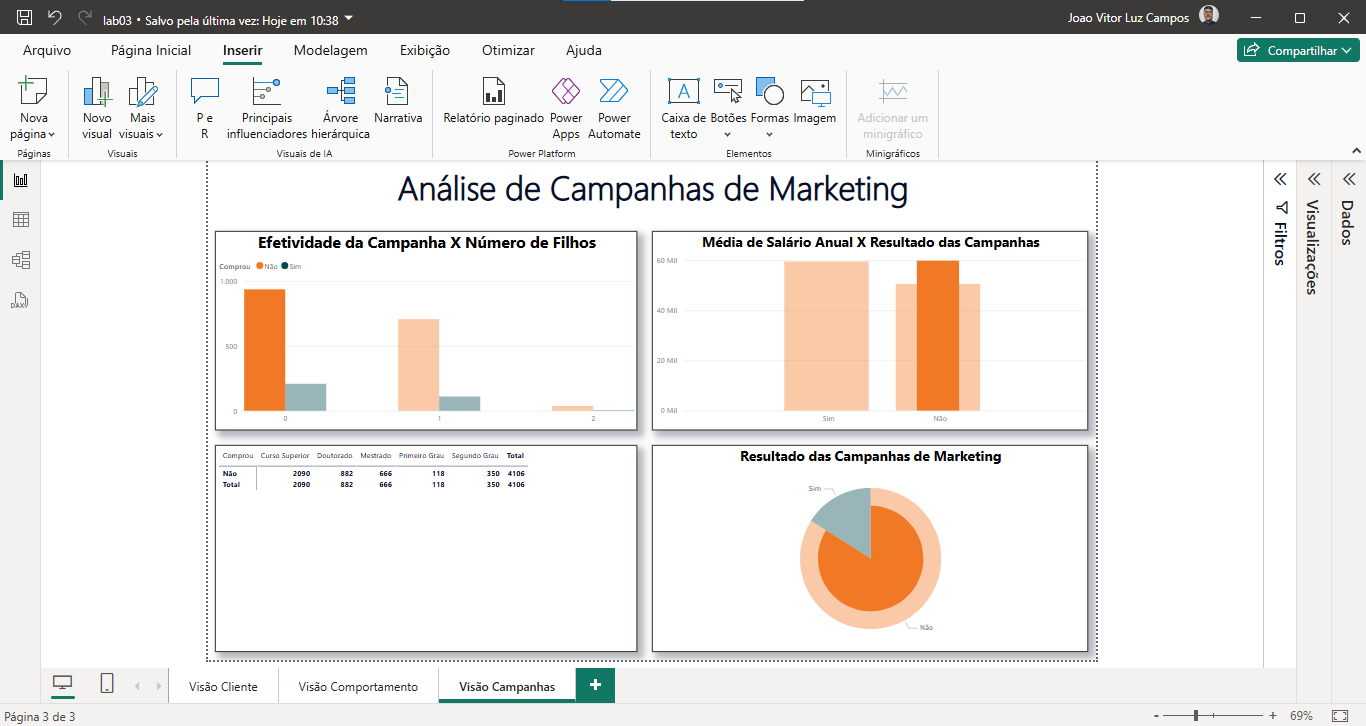 lab03 • Salvo pela última vez: Hoje em 10:38
Joao Vitor Luz Campos
Arquivo
Página Inicial
Inserir
Modelagem
Exibição
Otimizar
Ajuda
Compartilhar
Nova página
Novo visual
Mais visuais
P e R
Principais influenciadores
Árvore hierárquica
Narrativa
Relatório paginado
Power Apps
Power Automate
Caixa de texto
Botões
Formas
Imagem
Adicionar um minigráfico
Páginas
Visuais
Visuais de IA
Power Platform
Elementos
Minigráficos
DAX
Análise de Campanhas de Marketing
Efetividade da Campanha X Número de Filhos
Comprou Não Sim
1.000
500
0
0 1 2
Média de Salário Anual X Resultado das Campanhas
60 Mil
40 Mil
20 Mil
0 Mil
Sim Não
Comprou Curso Superior Doutorado Mestrado Primeiro Grau Segundo Grau Total
Não 2090 882 666 118 350 4106
Total 2090 882 666 118 350 4106
Resultado das Campanhas de Marketing
Sim
Não
Filtros
Visualizações
Dados
Visão Cliente
Visão Comportamento
Visão Campanhas
+
Página 3 de 3
- + 69%